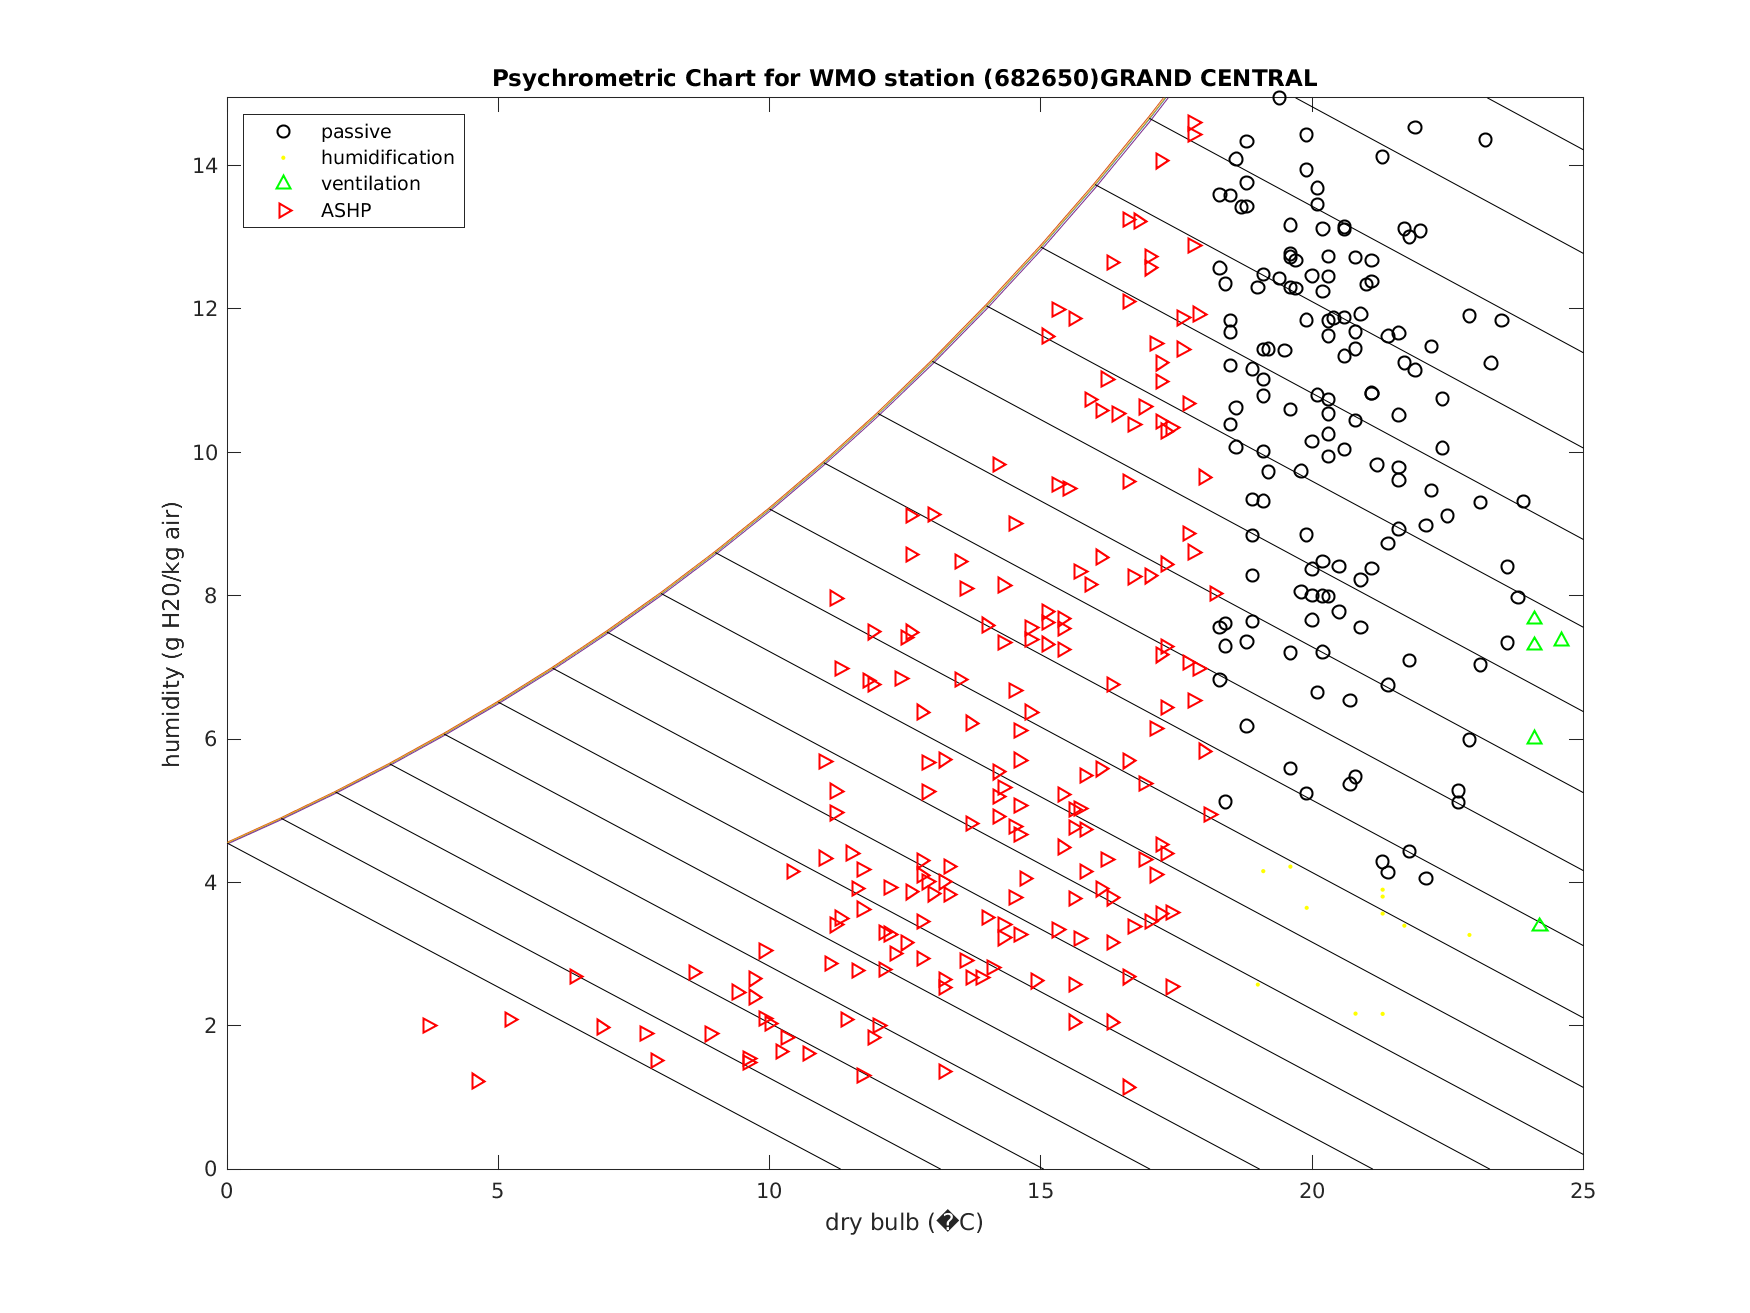 Psychrometric Chart for WMO station (682650)GRAND CENTRAL
passive
humidification
ventilation
ASHP
14
12
10
8
6
4
2
0
humidity (g H20/kg air)
0 5 10 15 20 25
dry bulb (�C)